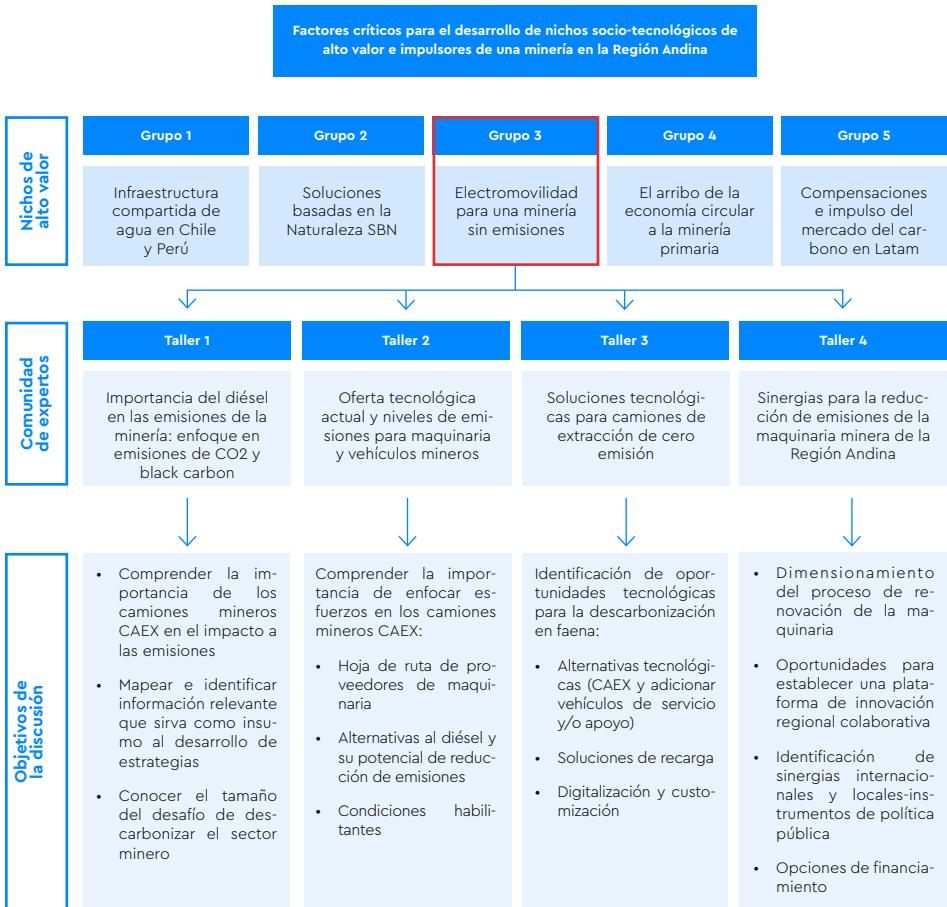 Factores críticos para el desarrollo de nichos socio-tecnológicos de
alto valor e impulsores de una minería en la Región Andina
Nichos de
alto valor
Grupo 1
Infraestructura
compartida de
agua en Chile
y Perú
Grupo 2
Soluciones
basadas en la
Naturaleza SBN
Grupo 3
Electromovilidad
para una minería
sin emisiones
Grupo 4
El arribo de la
economía circular
a la minería
primaria
Grupo 5
Compensaciones
e impulso del
mercado del car-
bono en Latam
Comunidad
de expertos
Taller 1
Importancia del diésel
en las emisiones de la
minería: enfoque en
emisiones de CO2 y
black carbon
Taller 2
Oferta tecnológica
actual y niveles de emi-
siones para maquinaria
y vehículos mineros
Taller 3
Soluciones tecnológi-
cas para camiones de
extracción de cero
emisión
Taller 4
Sinergias para la reduc-
ción de emisiones de la
maquinaria minera de la
Región Andina
Objetivos de
la discusión
• Comprender la im-
portancia de los
camiones mineros
CAEX en el impacto a
las emisiones
• Mapear e identificar
información relevante
que sirva como insu-
mo al desarrollo de
estrategias
• Conocer el tamaño
del desafío de des-
carbonizar el sector
minero
Comprender la impor-
tancia de enfocar es-
fuerzos en los camiones
mineros CAEX:
• Hoja de ruta de pro-
veedores de maqui-
naria
• Alternativas al diésel y
su potencial de reduc-
ción de emisiones
• Condiciones habili-
tantes
Identificación de opor-
tunidades tecnológicas
para la descarbonización
en faena:
• Alternativas tecnológi-
cas (CAEX y adicionar
vehículos de servicio
y/o apoyo)
• Soluciones de recarga
• Digitalización y custo-
mización
• Dimensionamiento
del proceso de re-
novación de la ma-
quinaria
• Oportunidades para
establecer una plata-
forma de innovación
regional colaborativa
• Identificación de
sinergias internacio-
nales y locales-ins-
trumentos de política
pública
• Opciones de financia-
miento